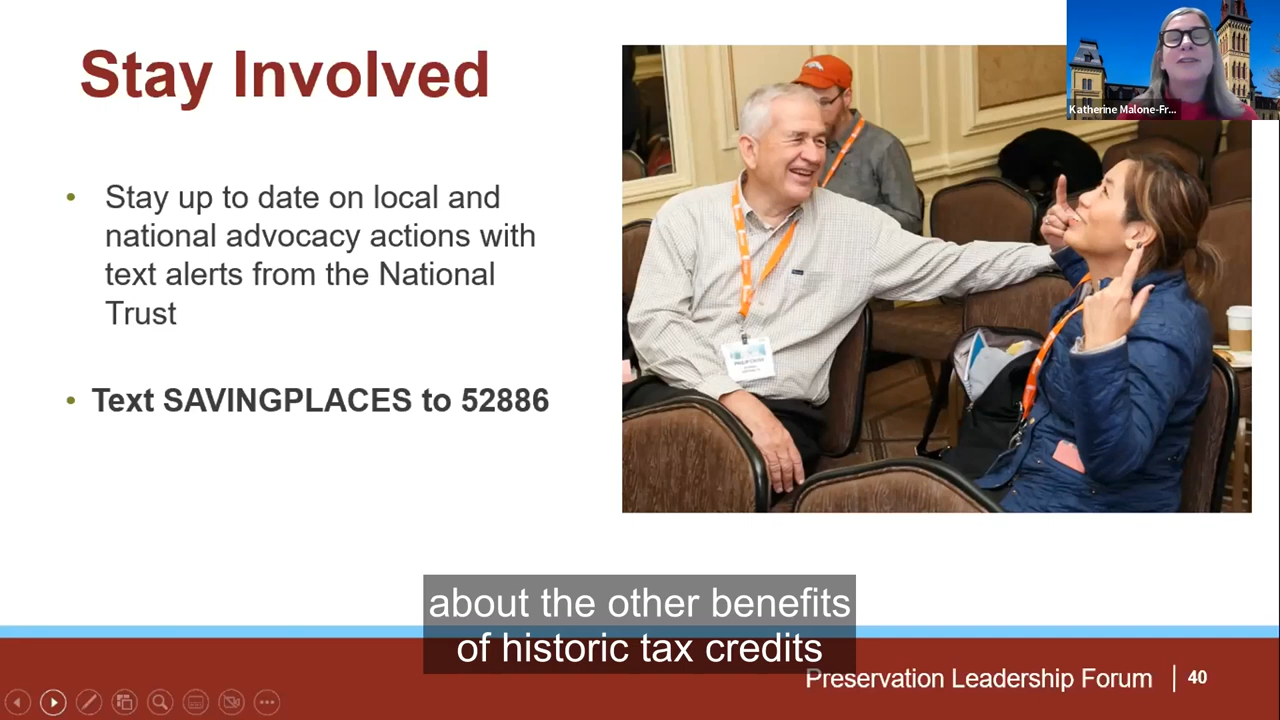 Stay Involved
Katherine Malone-Fr...
• Stay up to date on local and
national advocacy actions with
text alerts from the National
Trust
• Text SAVINGPLACES to 52886
about the other benefits
of historic tax credits
Preservation Leadership Forum | 40